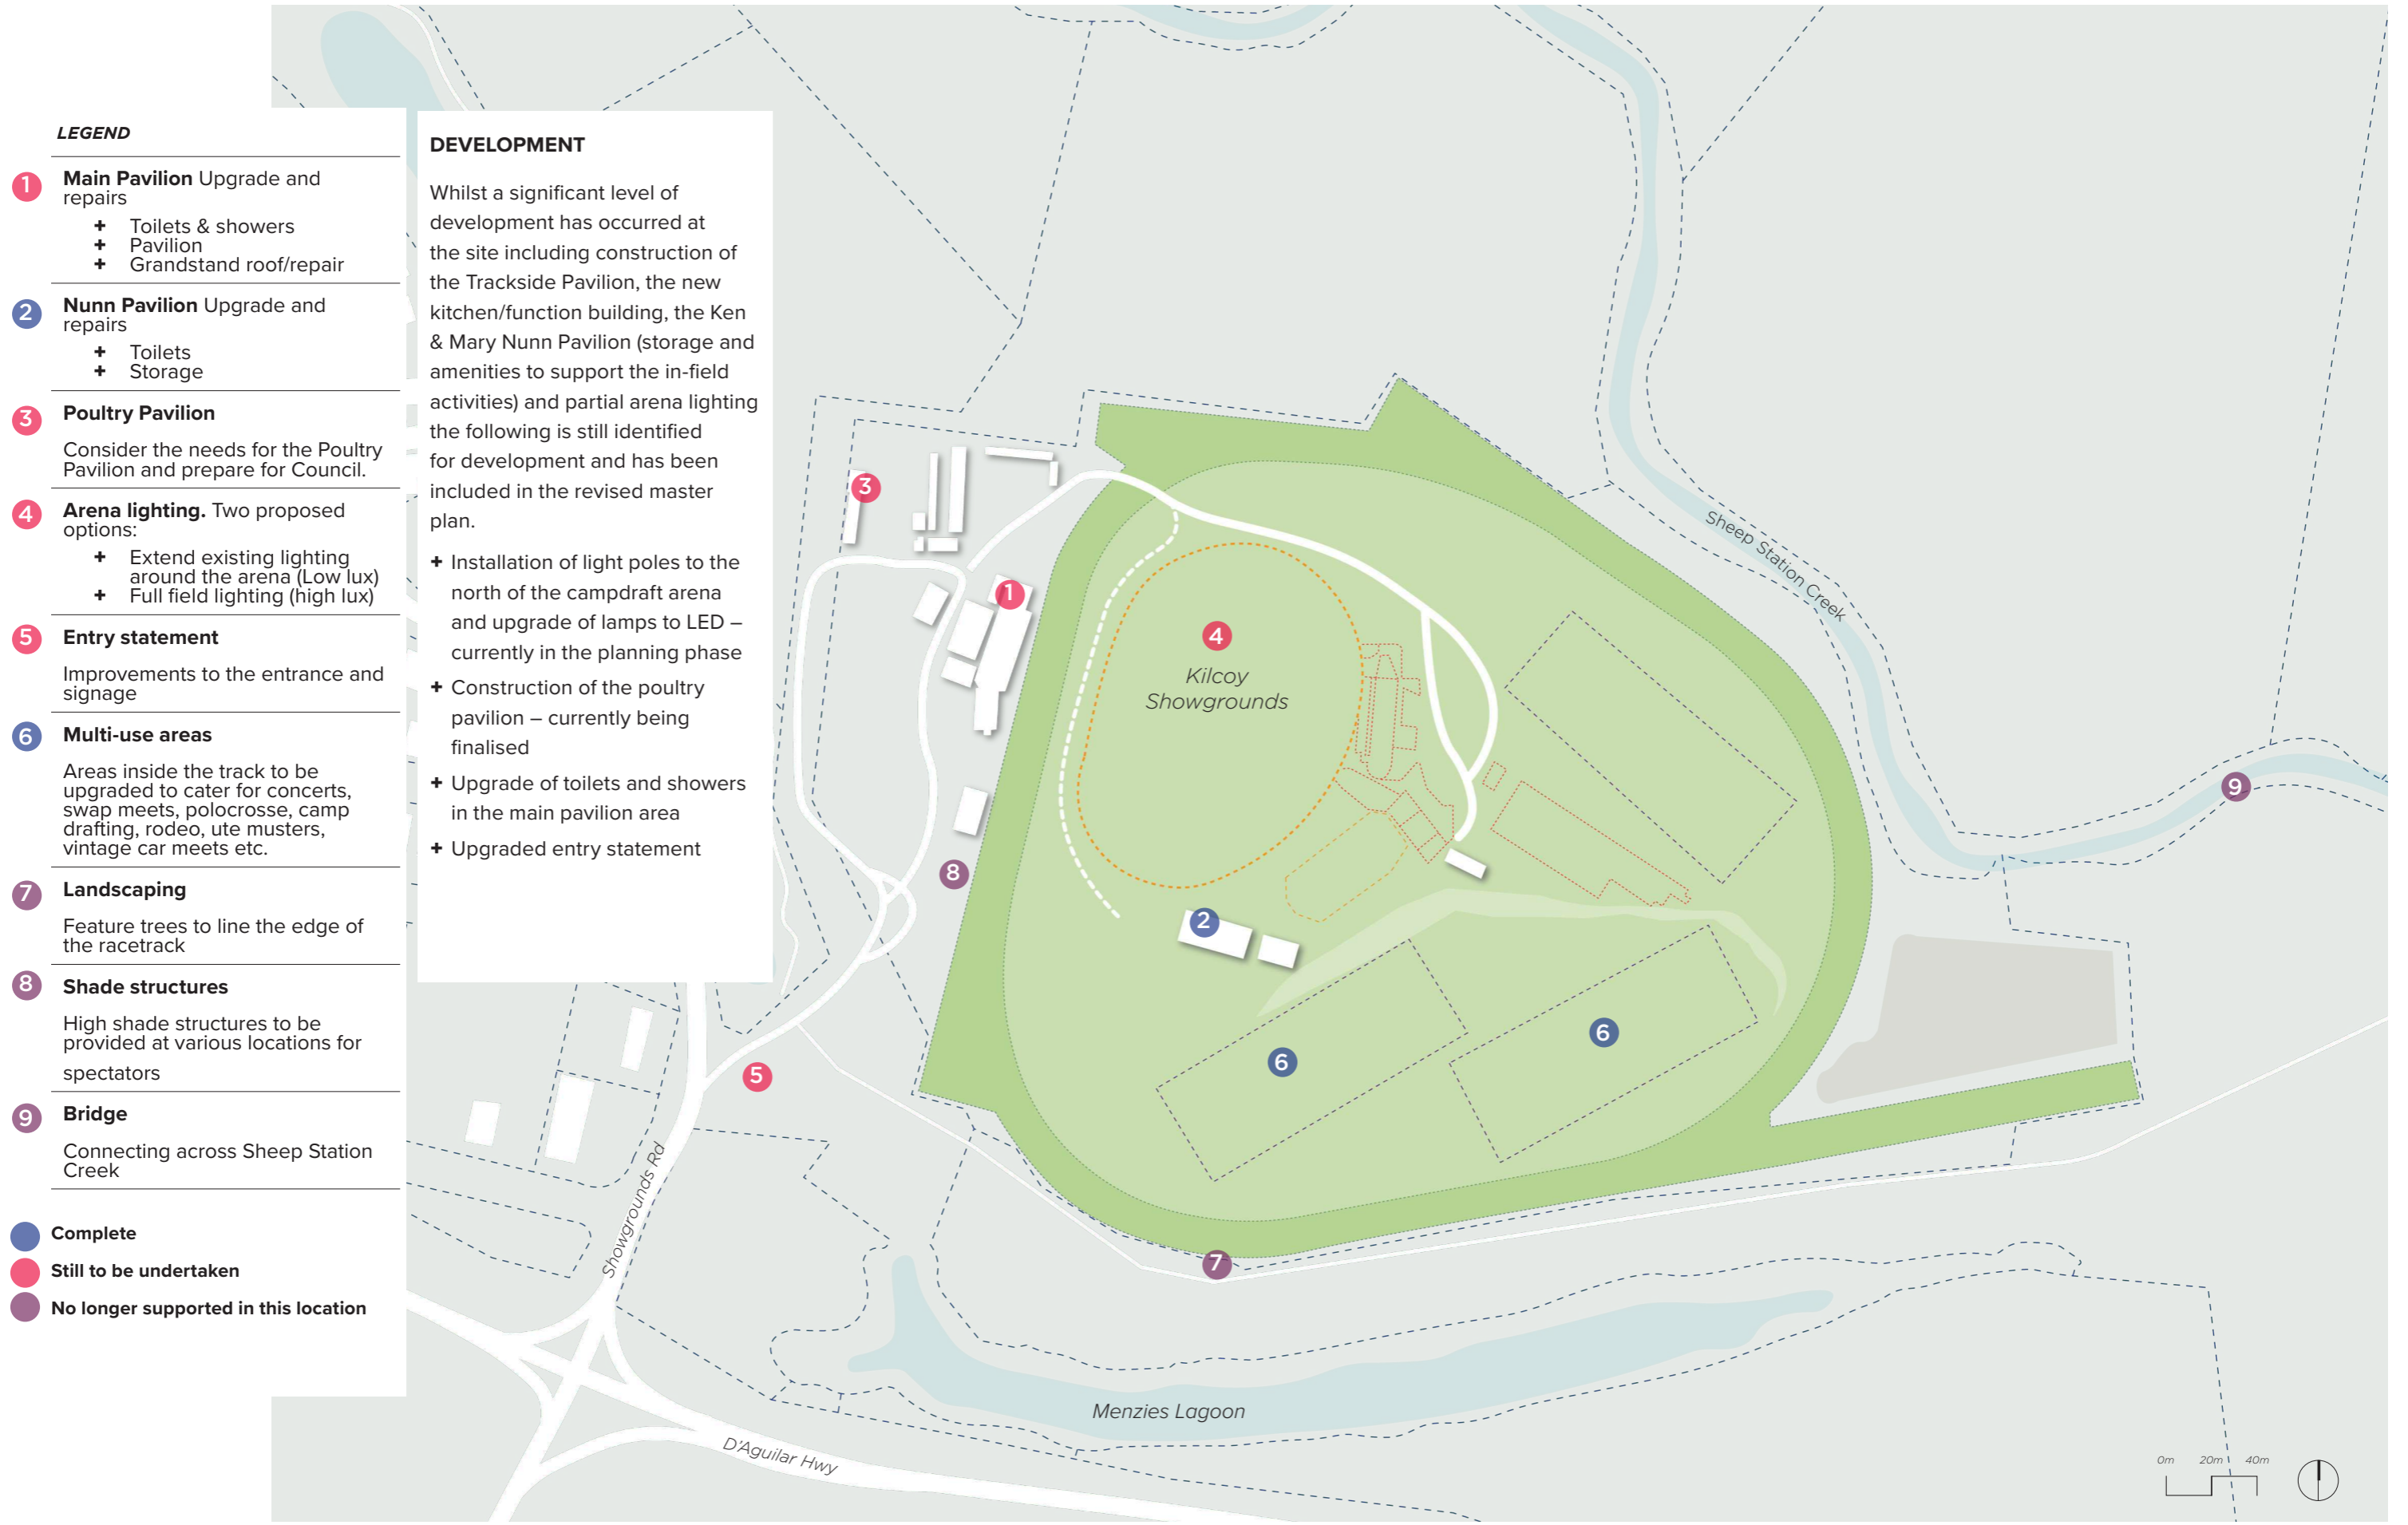 LEGEND
1
Main Pavilion Upgrade and
repairs
+ Toilets & showers
+ Pavilion
+ Grandstand roof/repair
2
Nunn Pavilion Upgrade and
repairs
+ Toilets
+ Storage
3
Poultry Pavilion
Consider the needs for the Poultry
Pavilion and prepare for Council.
4
Arena lighting. Two proposed
options:
+ Extend existing lighting
around the arena (Low lux)
+ Full field lighting (high lux)
5
Entry statement
Improvements to the entrance and
signage
6
Multi-use areas
Areas inside the track to be
upgraded to cater for concerts,
swap meets, polocrosse, camp
drafting, rodeo, ute musters,
vintage car meets etc.
7
Landscaping
Feature trees to line the edge of
the racetrack
8
Shade structures
High shade structures to be
provided at various locations for
spectators
9
Bridge
Connecting across Sheep Station
Creek
Complete
Still to be undertaken
No longer supported in this location
DEVELOPMENT
Whilst a significant level of
development has occurred at
the site including construction of
the Trackside Pavilion, the new
kitchen/function building, the Ken
& Mary Nunn Pavilion (storage and
amenities to support the in-field
activities) and partial arena lighting
the following is still identified
for development and has been
included in the revised master
plan.
+ Installation of light poles to the
north of the campdraft arena
and upgrade of lamps to LED –
currently in the planning phase
+ Construction of the poultry
pavilion – currently being
finalised
+ Upgrade of toilets and showers
in the main pavilion area
+ Upgraded entry statement
3
1
4
Kilcoy
Showgrounds
Sheep Station Creek
9
8
2
6
6
5
7
Showgrounds Rd
Menzies Lagoon
D'Aguilar Hwy
0m 20m 40m